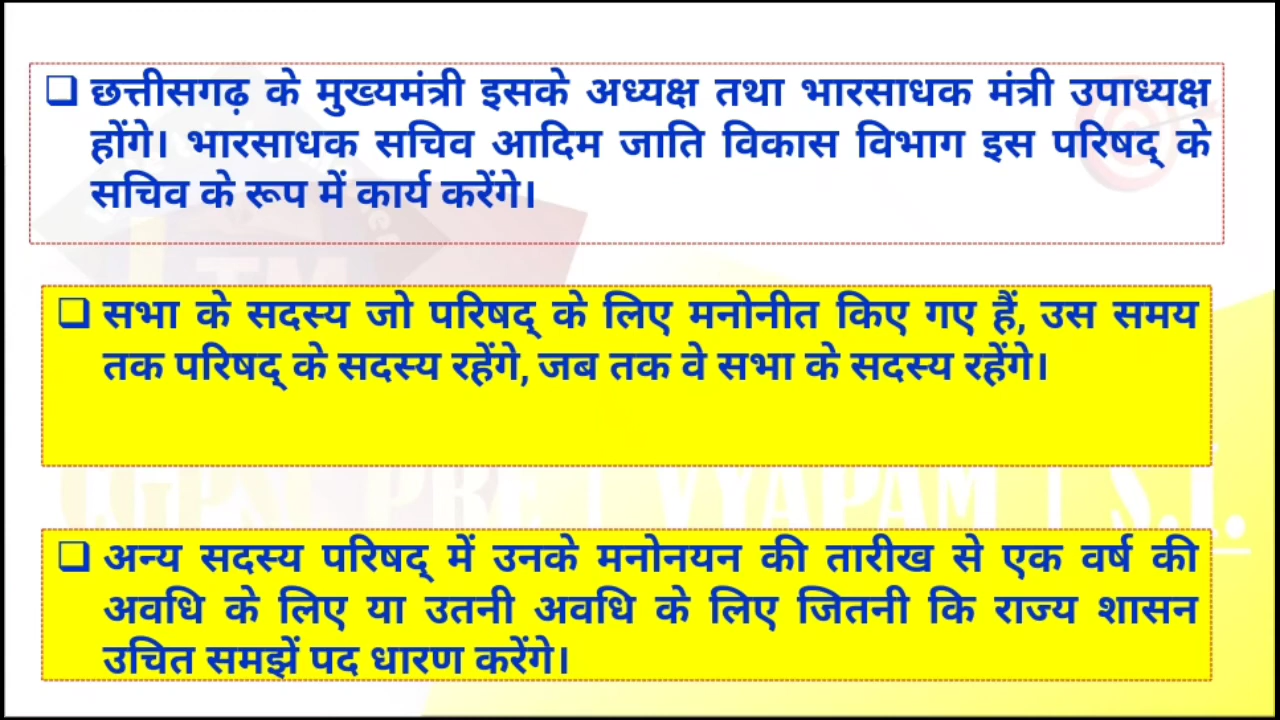 ❑ छत्तीसगढ़ के मुख्यमंत्री इसके अध्यक्ष तथा भारसाधक मंत्री उपाध्यक्ष
होंगे। भारसाधक सचिव आदिम जाति विकास विभाग इस परिषद् के
सचिव के रूप में कार्य करेंगे।
❑ सभा के सदस्य जो परिषद् के लिए मनोनीत किए गए हैं, उस समय
तक परिषद् के सदस्य रहेंगे, जब तक वे सभा के सदस्य रहेंगे।
CGPSC PRE | VYAPAM | S.I.
❑ अन्य सदस्य परिषद् में उनके मनोनयन की तारीख से एक वर्ष की
अवधि के लिए या उतनी अवधि के लिए जितनी कि राज्य शासन
उचित समझें पद धारण करेंगे।